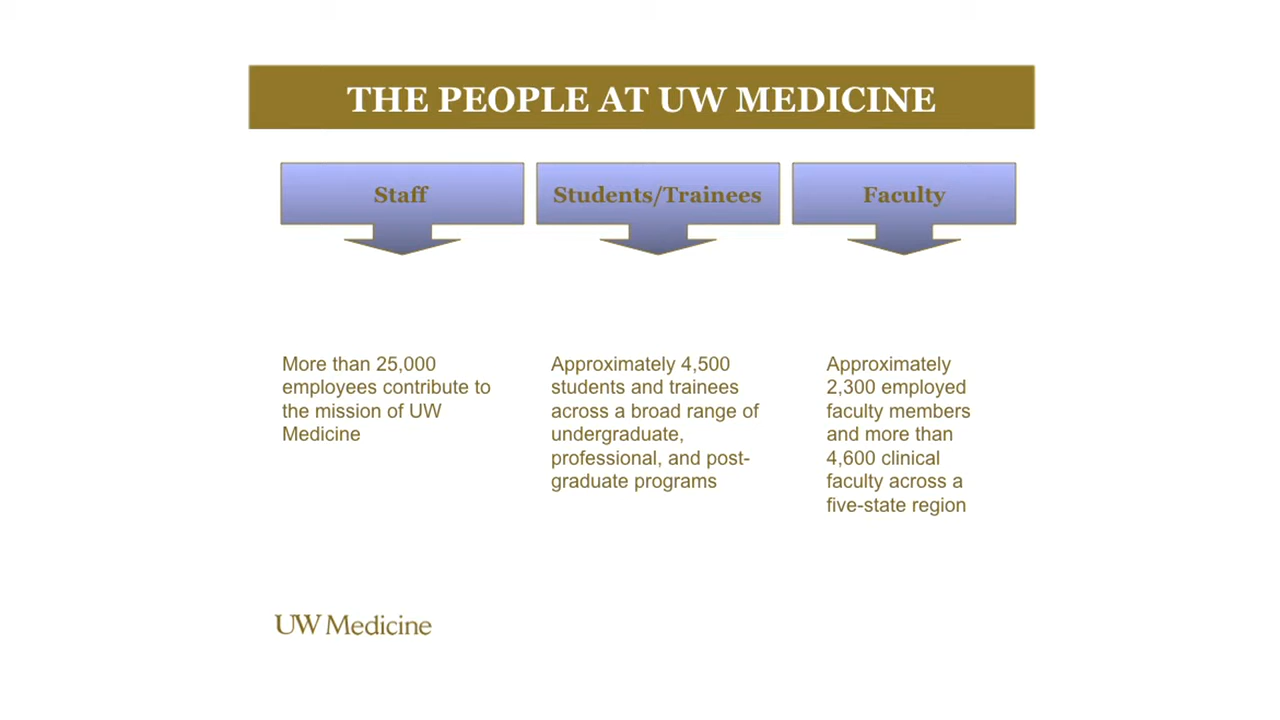 THE PEOPLE AT UW MEDICINE
Staff
Students/Trainees
Faculty
More than 25,000
employees contribute to
the mission of UW
Medicine
Approximately 4,500
students and trainees
across a broad range of
undergraduate,
professional, and post-
graduate programs
Approximately
2,300 employed
faculty members
and more than
4,600 clinical
faculty across a
five-state region
UW Medicine